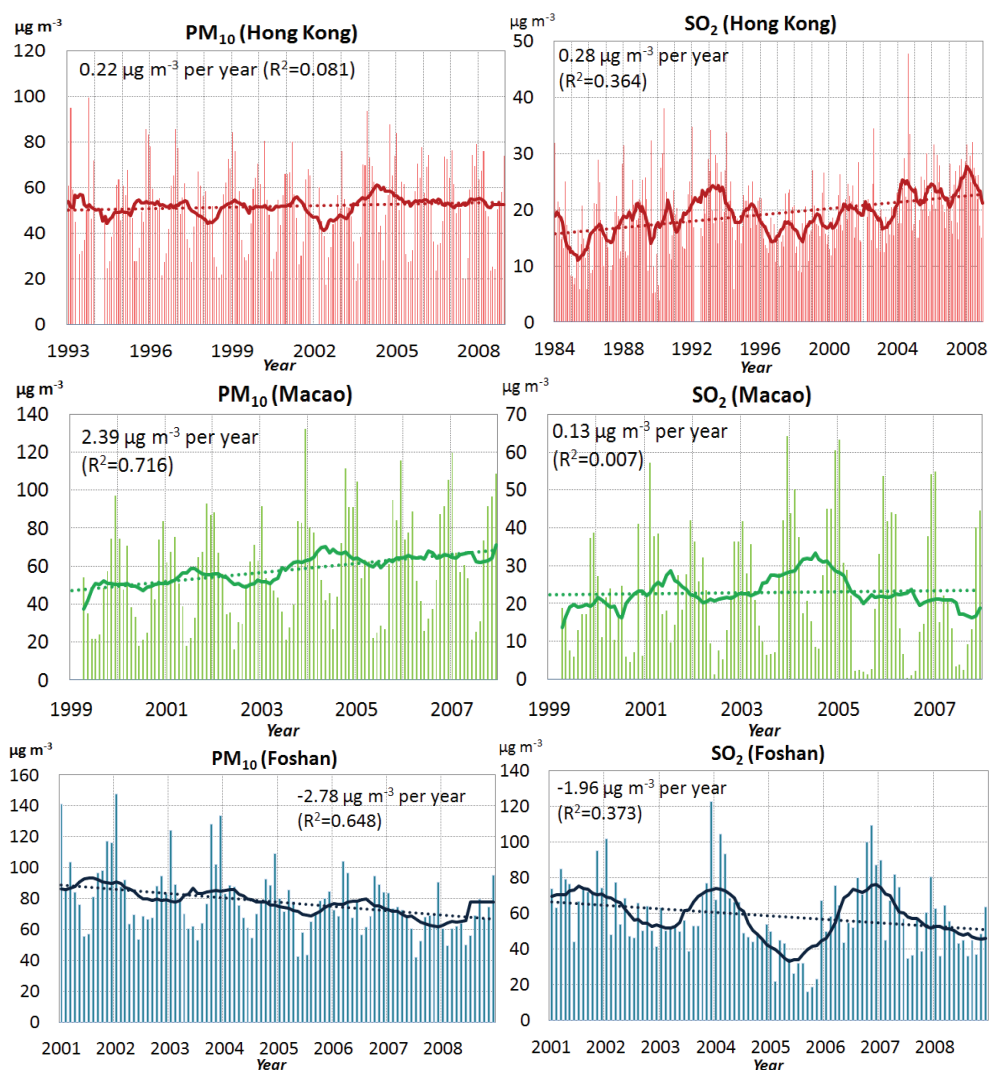 µg m⁻³
PM₁₀ (Hong Kong)
0.22 µg m⁻³ per year (R²=0.081)
120
100
80
60
40
20
0
1993 1996 1999 2002 2005 2008
Year
µg m⁻³
SO₂ (Hong Kong)
0.28 µg m⁻³ per year
(R²=0.364)
50
40
30
20
10
0
1984 1988 1992 1996 2000 2004 2008
Year
µg m⁻³
PM₁₀ (Macao)
2.39 µg m⁻³ per year
(R²=0.716)
140
120
100
80
60
40
20
0
1999 2001 2003 2005 2007
Year
µg m⁻³
SO₂ (Macao)
0.13 µg m⁻³ per year
(R²=0.007)
70
60
50
40
30
20
10
0
1999 2001 2003 2005 2007
Year
µg m⁻³
PM₁₀ (Foshan)
-2.78 µg m⁻³ per year
(R²=0.648)
160
140
120
100
80
60
40
20
0
2001 2002 2003 2004 2005 2006 2007 2008
Year
µg m⁻³
SO₂ (Foshan)
-1.96 µg m⁻³ per year
(R²=0.373)
140
120
100
80
60
40
20
0
2001 2002 2003 2004 2005 2006 2007 2008
Year